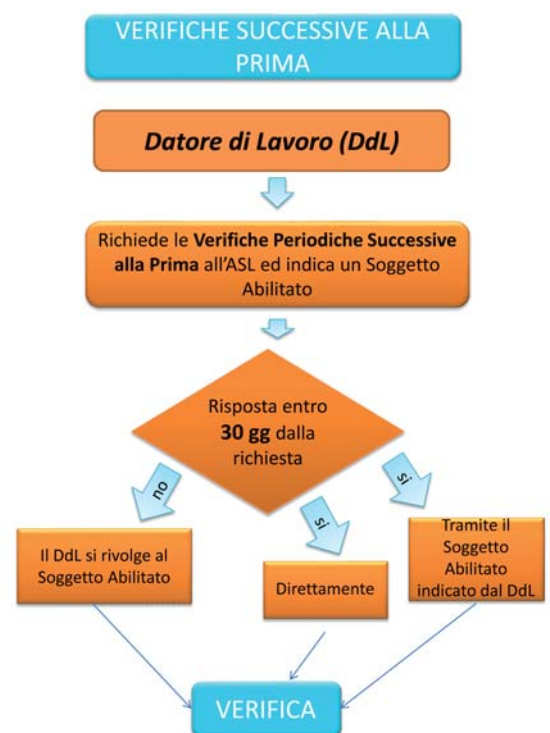 VERIFICHE SUCCESSIVE ALLA
PRIMA
Datore di Lavoro (DdL)
Richiede le Verifiche Periodiche Successive
alla Prima all'ASL ed indica un Soggetto
Abilitato
Risposta entro
30 gg dalla
richiesta
no
si
si
Il DdL si rivolge al
Soggetto Abilitato
Direttamente
Tramite il
Soggetto
Abilitato
indicato dal DdL
VERIFICA